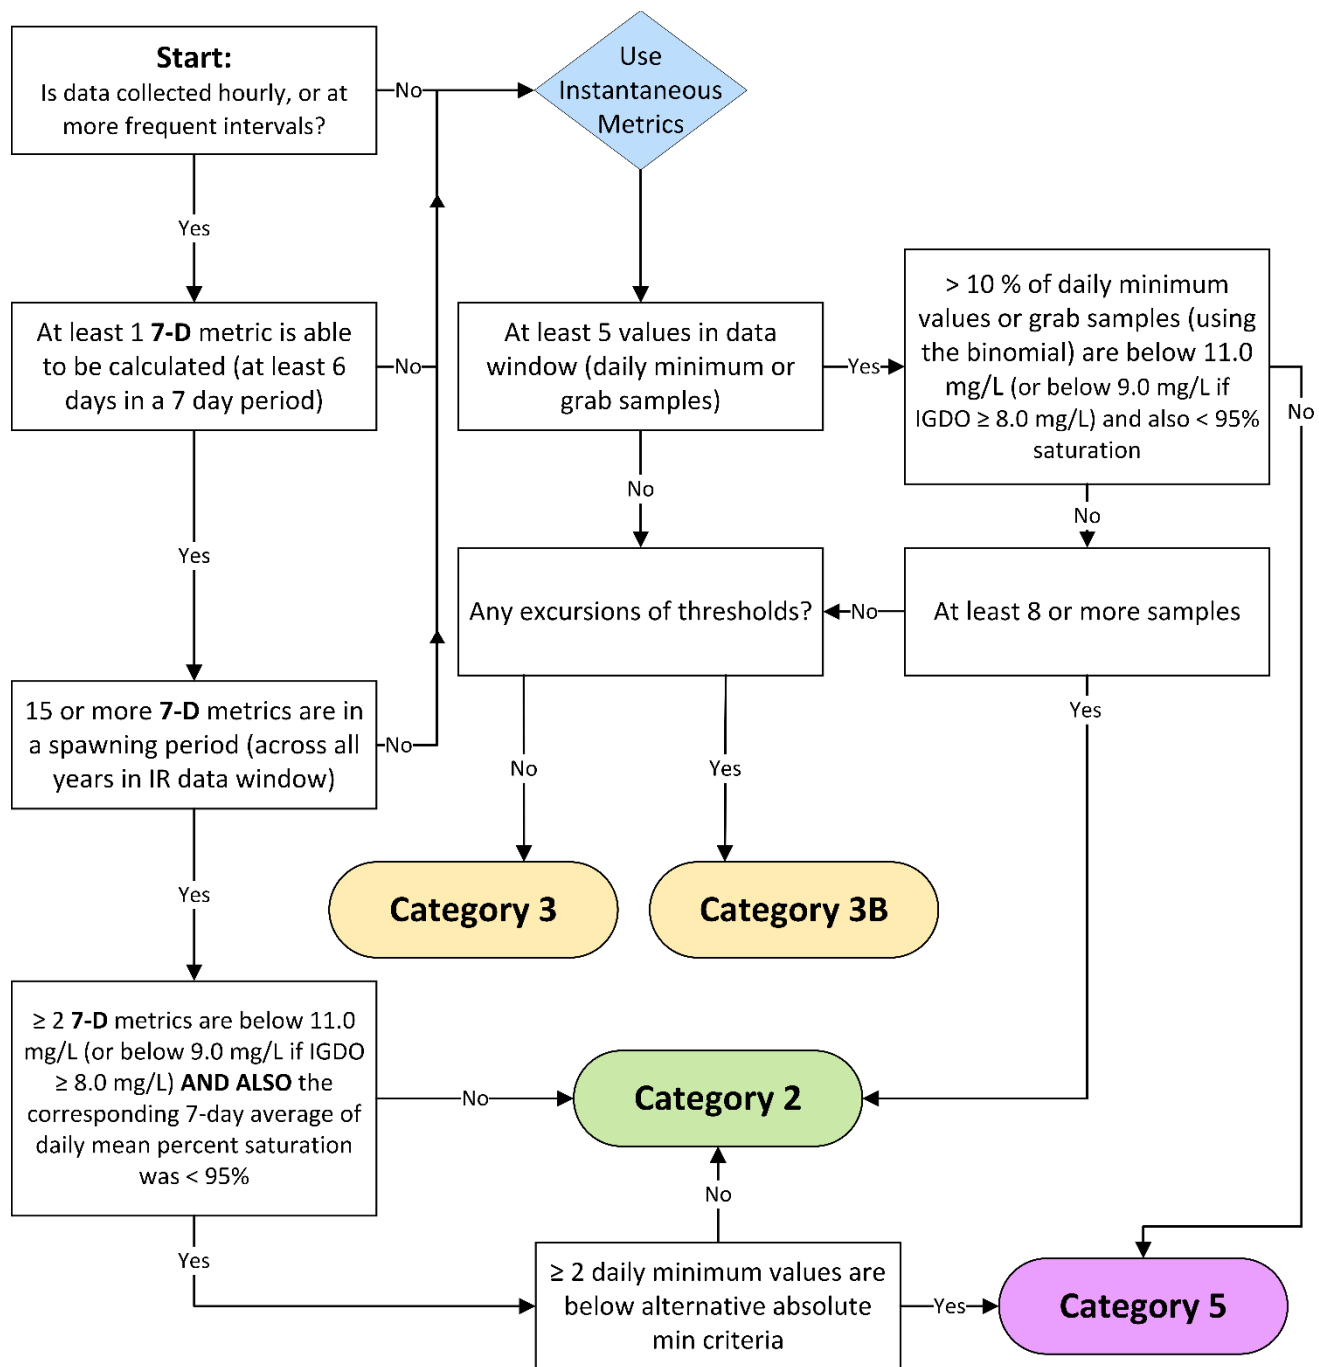 Start:
Is data collected hourly, or at
more frequent intervals?
No
Use
Instantaneous
Metrics
Yes
At least 1 7-D metric is able
to be calculated (at least 6
days in a 7 day period)
No
At least 5 values in data
window (daily minimum or
grab samples)
Yes
> 10 % of daily minimum
values or grab samples (using
the binomial) are below 11.0
mg/L (or below 9.0 mg/L if
IGDO ≥ 8.0 mg/L) and also < 95%
saturation
No
No
No
Yes
Any excursions of thresholds?
No
At least 8 or more samples
15 or more 7-D metrics are in
a spawning period (across all
years in IR data window)
No
No
Yes
Yes
Yes
Category 3
Category 3B
≥ 2 7-D metrics are below 11.0
mg/L (or below 9.0 mg/L if IGDO
≥ 8.0 mg/L) AND ALSO the
corresponding 7-day average of
daily mean percent saturation
was < 95%
No
Category 2
No
Yes
≥ 2 daily minimum values are
below alternative absolute
min criteria
Yes
Category 5